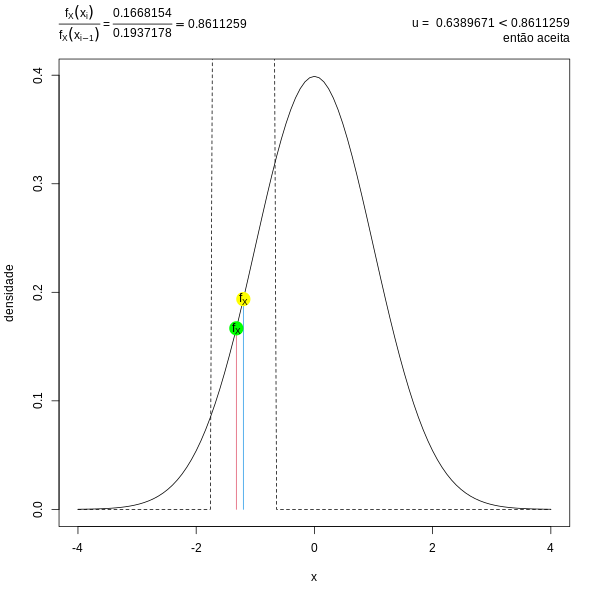 fX(xi) / fX(xi−1) = 0.1668154 / 0.1937178 = 0.8611259
u = 0.6389671 < 0.8611259
então aceita
densidade
0.4
0.3
0.2
0.1
0.0
fX
fX
-4 -2 0 2 4
x